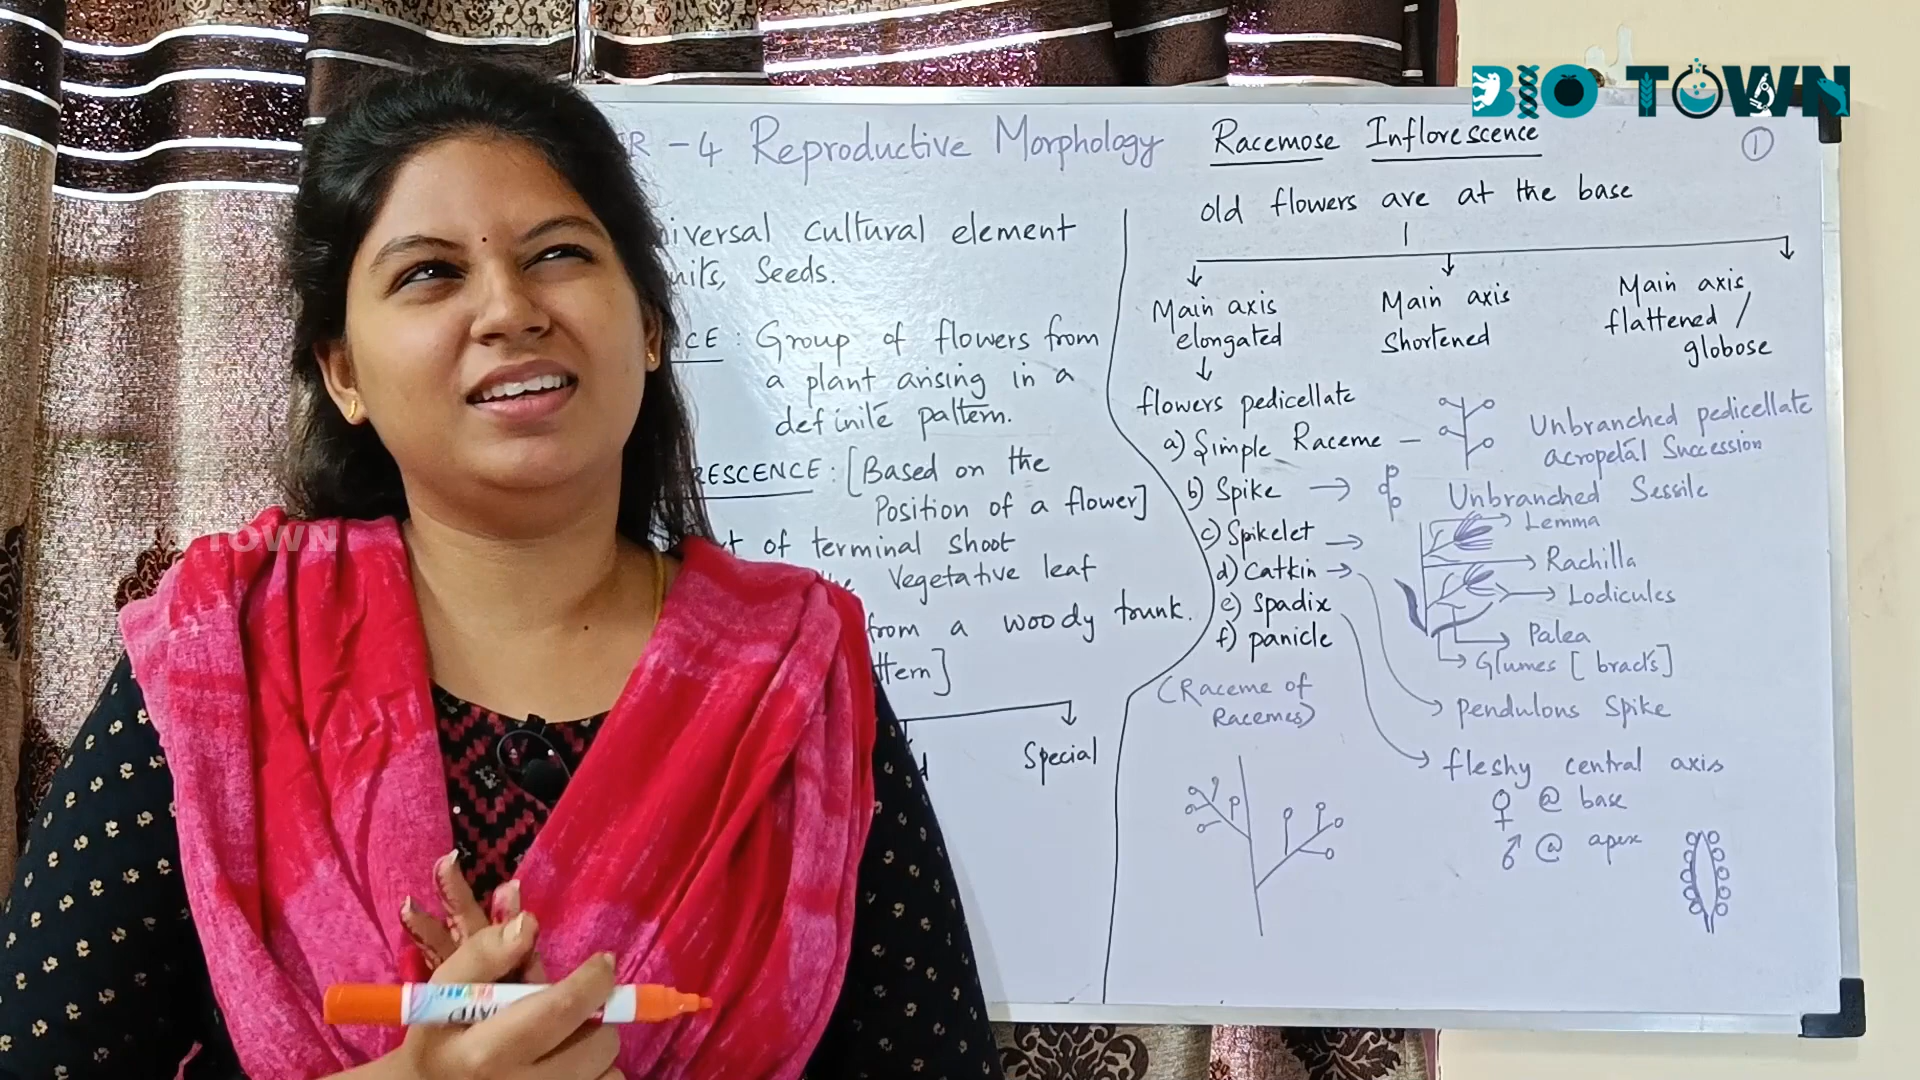 BIO TOWN
R - 4 Reproductive Morphology
iversal cultural element
uits, Seeds.
CE : Group of flowers from
a plant arising in a
definite pattern.
RESCENCE : [Based on the
Position of a flower]
of terminal shoot
Vegetative leaf
from a woody trunk.
ttern]
Special
Racemose Inflorescence
1
old flowers are at the base
Main axis
elongated
Main axis
Shortened
Main axis
flattened /
globose
flowers pedicellate
a) Simple Raceme -
Unbranched pedicellate
acropetal Succession
b) Spike
Unbranched Sessile
c) Spikelet
Lemma
Rachilla
Lodicules
Palea
Glumes [bracts]
d) Catkin
e) Spadix
f) panicle
(Raceme of
Racemes)
pendulous Spike
fleshy central axis
♀ @ base
♂ @ apex
TOWN